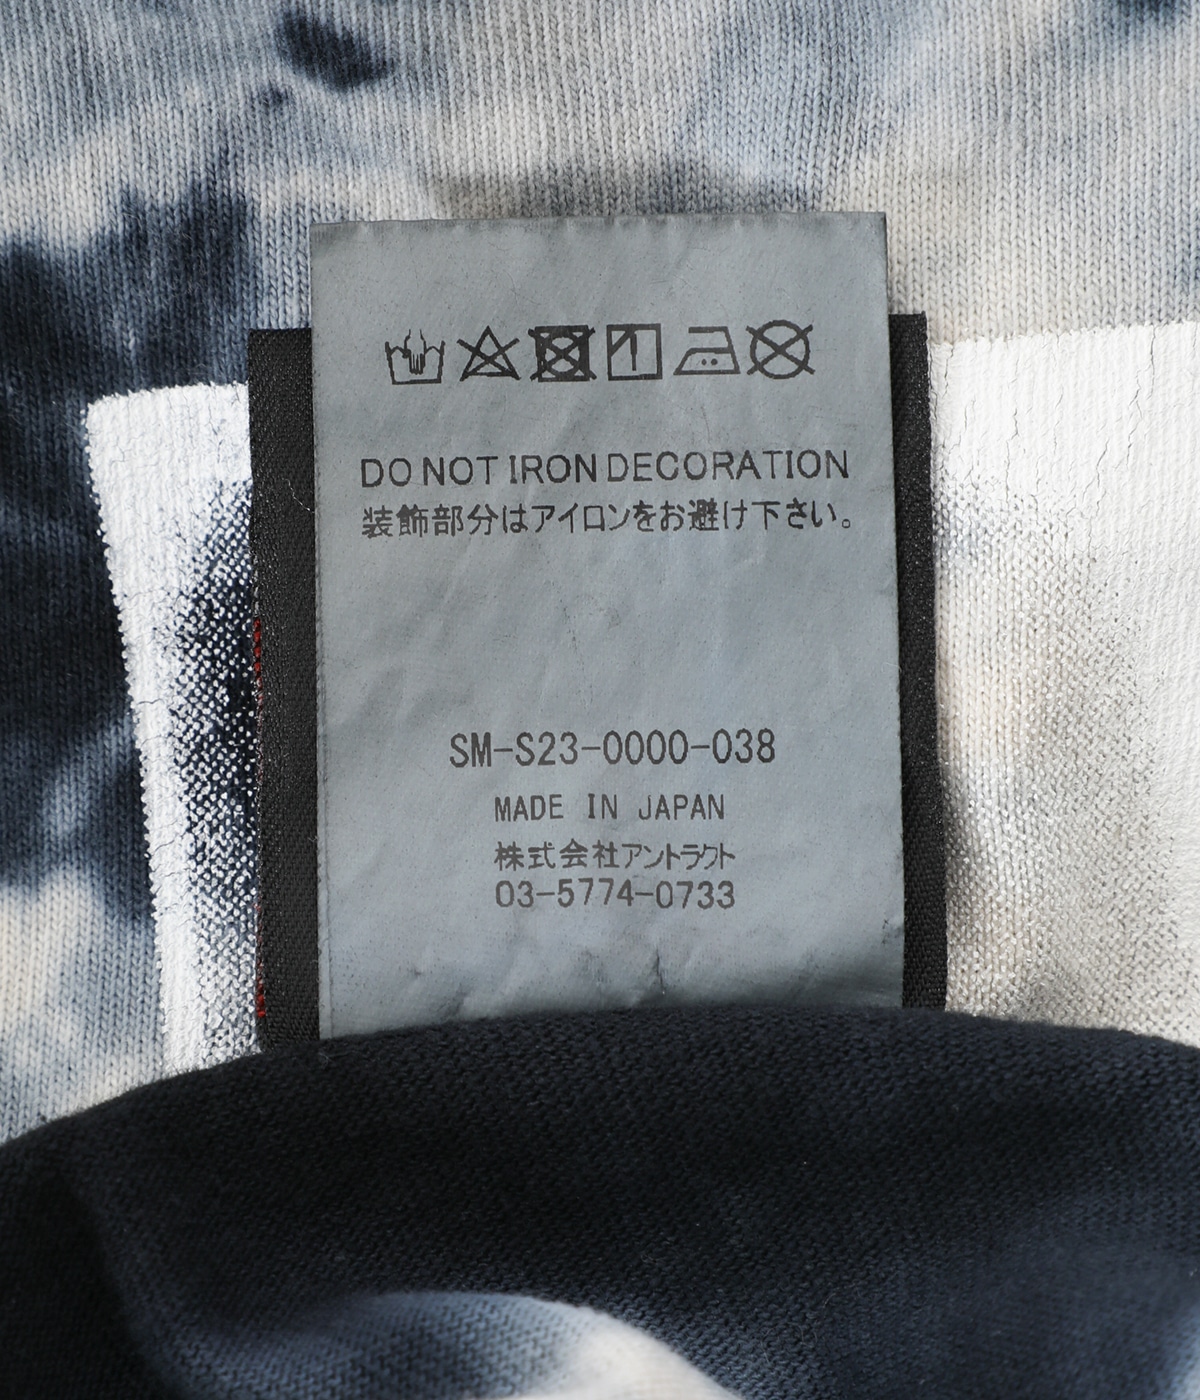 DO NOT IRON DECORATION
装飾部分はアイロンをお避け下さい。
SM-S23-0000-038
MADE IN JAPAN
株式会社アントラクト
03-5774-0733